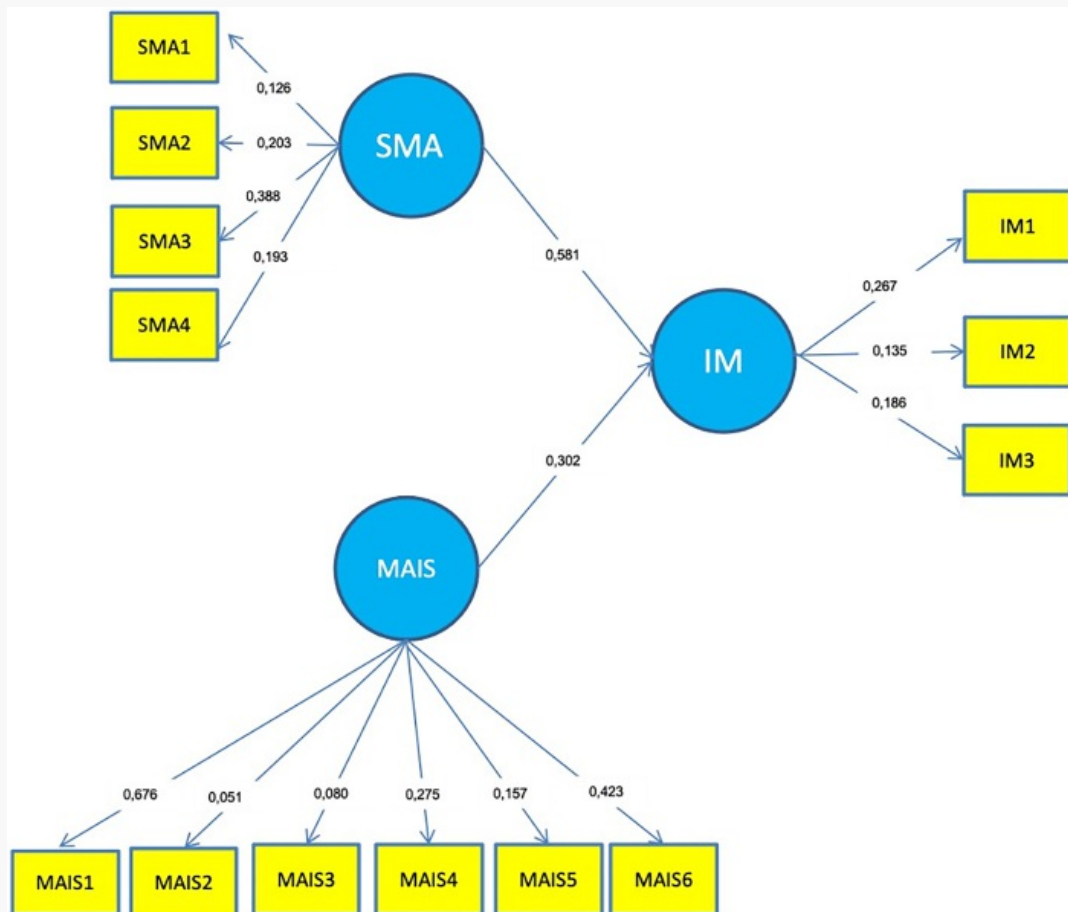 SMA1
0,126
SMA2
0,203
SMA
0,388
SMA3
0,193
SMA4
0,581
IM1
0,267
IM
0,135
IM2
0,186
IM3
0,302
MAIS
0,676
0,051
0,080
0,275
0,157
0,423
MAIS1
MAIS2
MAIS3
MAIS4
MAIS5
MAIS6